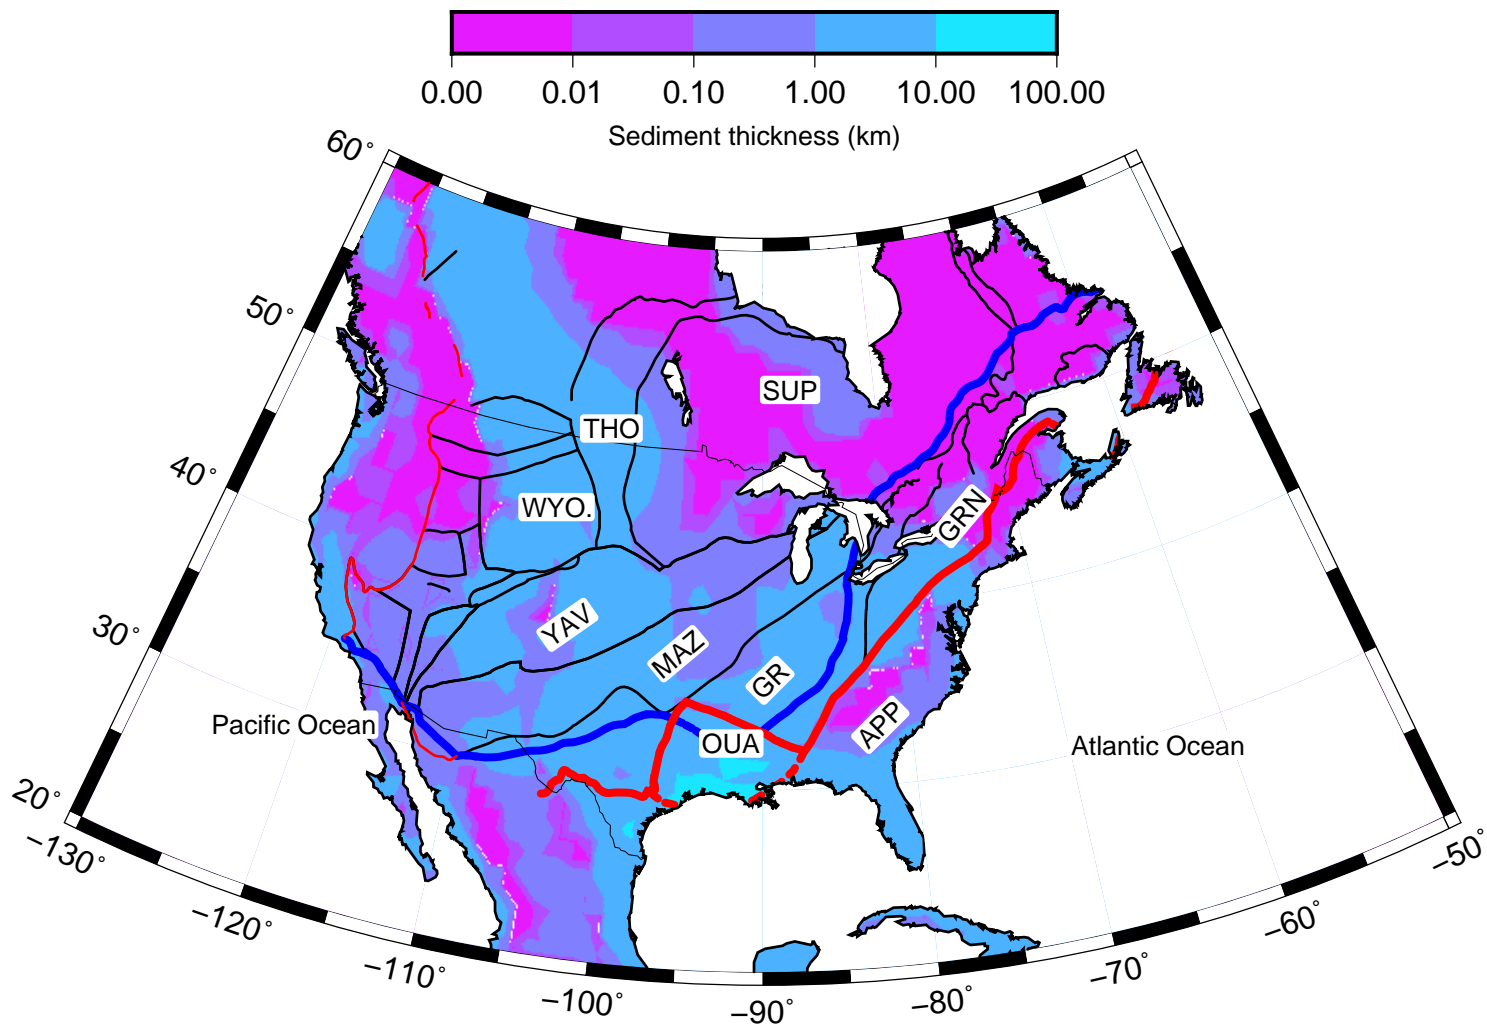 0.00 0.01 0.10 1.00 10.00 100.00
Sediment thickness (km)
60°
50°
40°
30°
20°
SUP
THO
WYO.
GRN
YAV
MAZ
GR
APP
OUA
Pacific Ocean
Atlantic Ocean
−130°
−120°
−110°
−100°
−90°
−80°
−70°
−60°
−50°